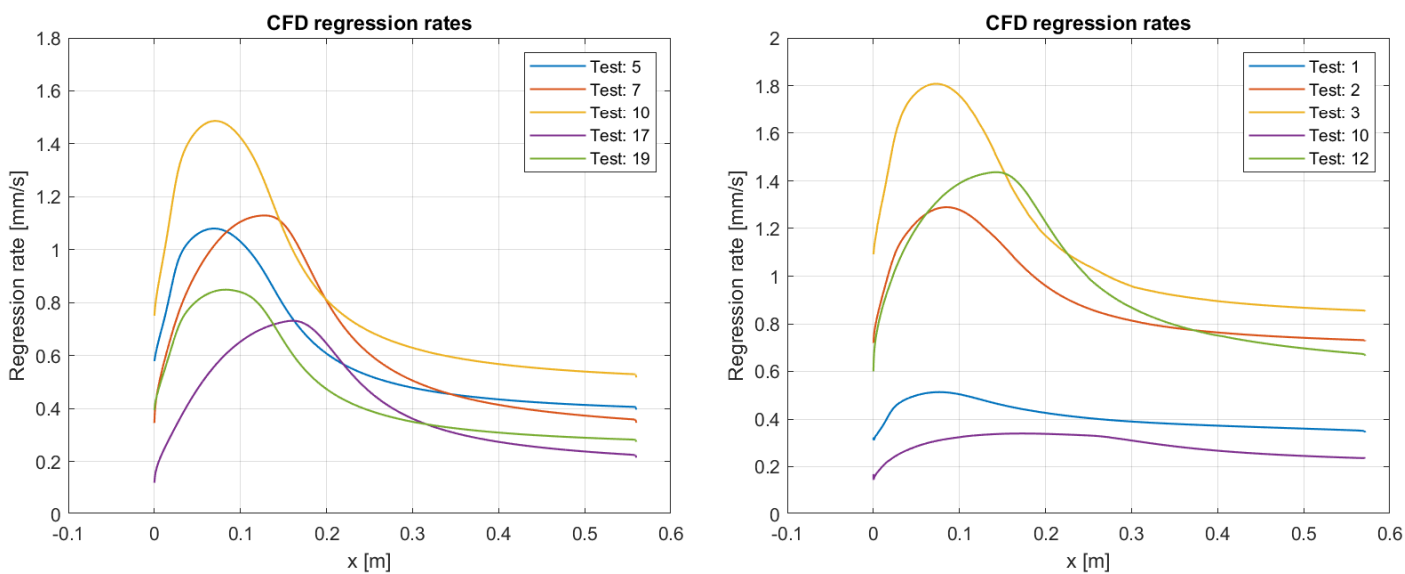 CFD regression rates
Regression rate [mm/s]
1.8
1.6
1.4
1.2
1
0.8
0.6
0.4
0.2
0
-0.1 0 0.1 0.2 0.3 0.4 0.5 0.6
x [m]
Test: 5
Test: 7
Test: 10
Test: 17
Test: 19
CFD regression rates
Regression rate [mm/s]
2
1.8
1.6
1.4
1.2
1
0.8
0.6
0.4
0.2
0
-0.1 0 0.1 0.2 0.3 0.4 0.5 0.6
x [m]
Test: 1
Test: 2
Test: 3
Test: 10
Test: 12